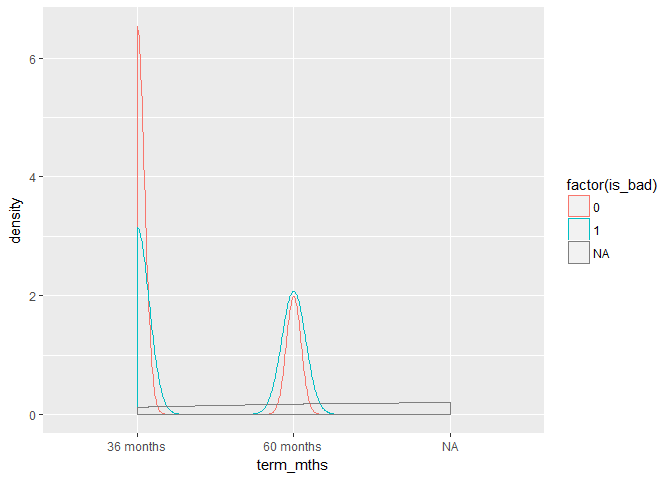 density
6
4
2
0
36 months
60 months
NA
term_mths
factor(is_bad)
0
1
NA